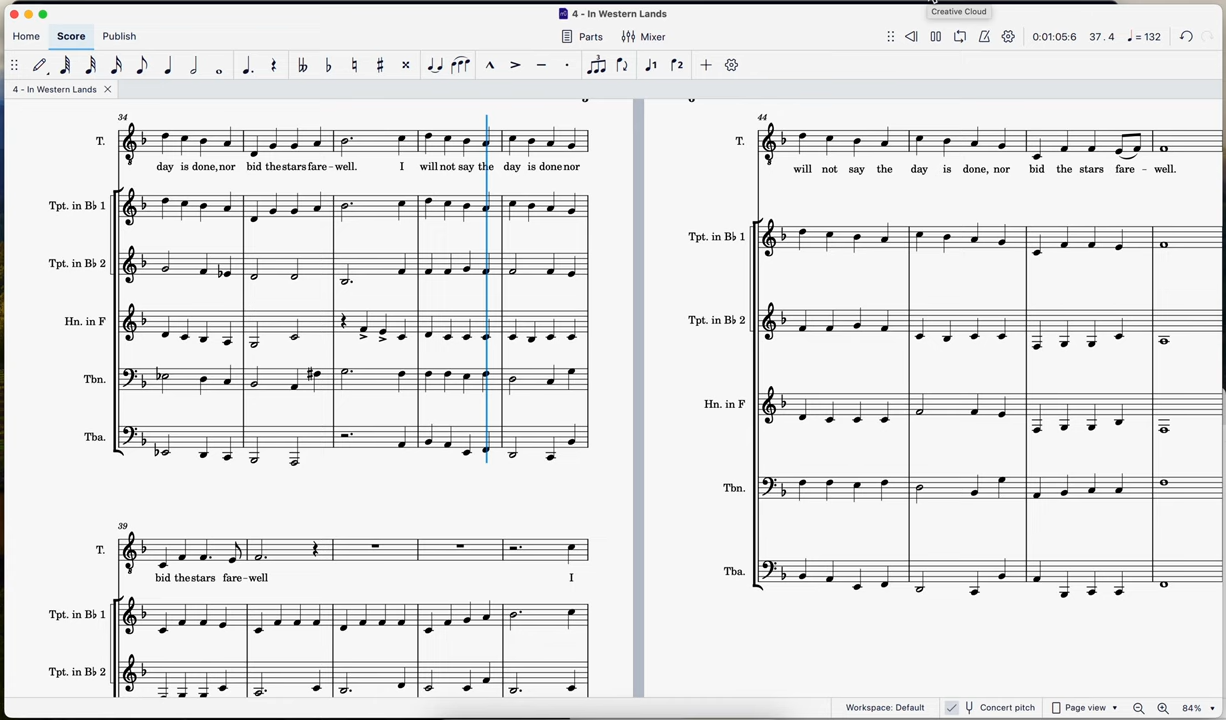 Creative Cloud
4 - In Western Lands
Home Score Publish Parts Mixer 0:01:05:6 37.4 = 132
4 - In Western Lands
34
T.
day is done, nor bid the stars fare - well. I will not say the day is done nor
Tpt. in B♭ 1
Tpt. in B♭ 2
Hn. in F
Tbn.
Tba.
39
T.
bid the stars fare - well I
Tpt. in B♭ 1
Tpt. in B♭ 2
44
T.
will not say the day is done, nor bid the stars fare - well.
Tpt. in B♭ 1
Tpt. in B♭ 2
Hn. in F
Tbn.
Tba.
Workspace: Default Concert pitch Page view 84%